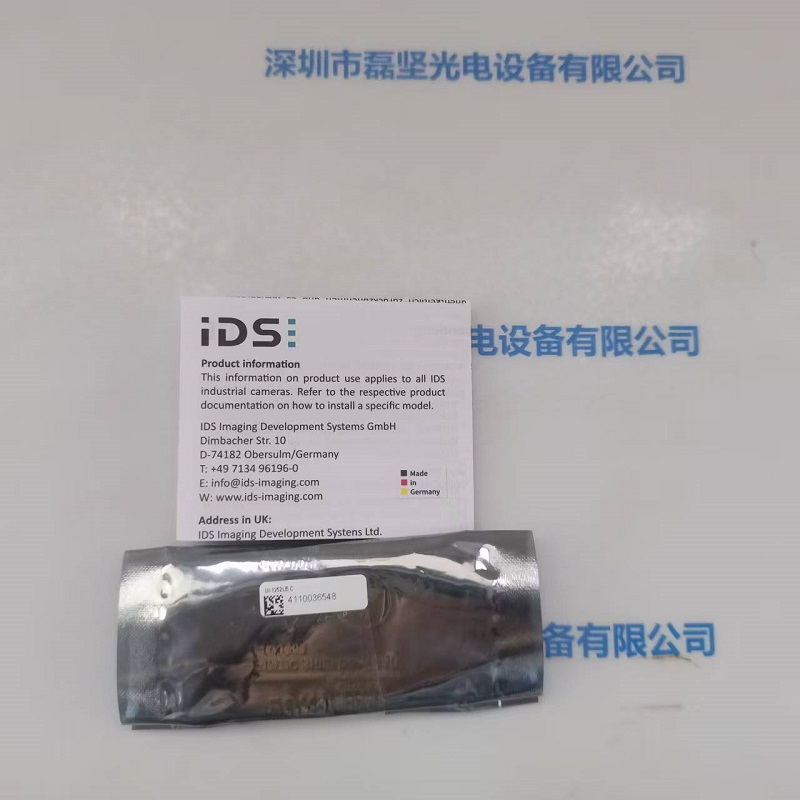 深圳市磊坚光电设备有限公司
iDS
电设备有限公司
Product information
This information on product use applies to all IDS
industrial cameras. Refer to the respective product
documentation on how to install a specific model.
IDS Imaging Development Systems GmbH
Dimbacher Str. 10
D-74182 Obersulm/Germany
T: +49 7134 96196-0
E: info@ids-imaging.com
W: www.ids-imaging.com
Made
in
Germany
Address in UK:
IDS Imaging Development Systens Ltd.
4110036548
设备有限公司